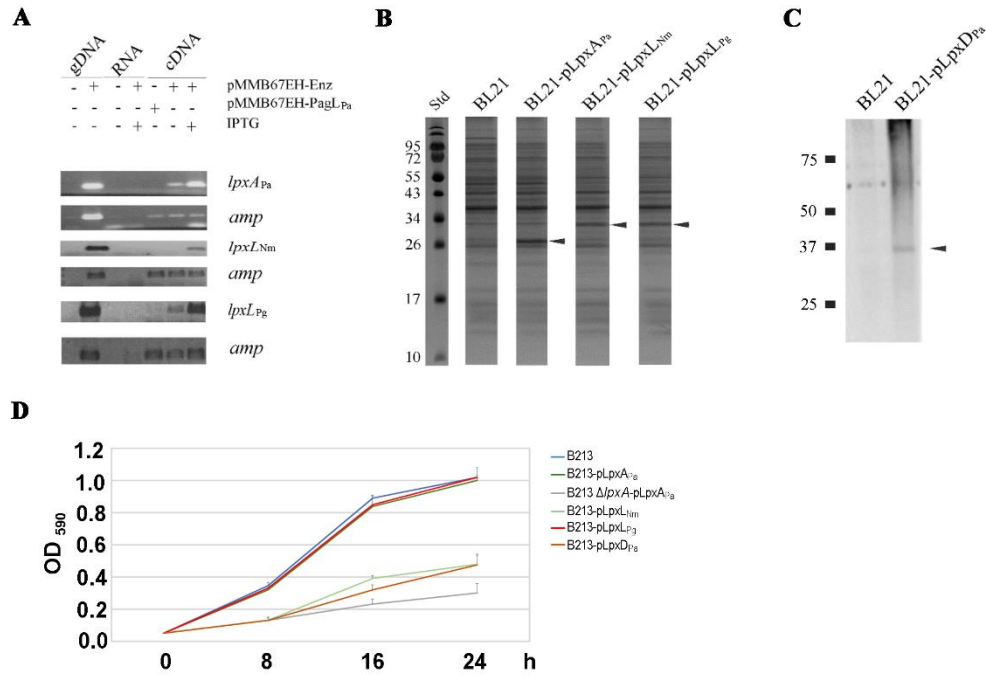 A
gDNA RNA cDNA
- + - + - + + pMMB67EH-Enz
- - - - + - - pMMB67EH-PagLPa
- - - + - - + IPTG
lpxAPa
amp
lpxLNm
amp
lpxLPg
amp
B
Std BL21 BL21-pLpxAPa BL21-pLpxLNm BL21-pLpxLPg
95
72
55
43
34
26
17
10
C
BL21 BL21-pLpxDPa
75
50
37
25
D
OD590
1.2
1.0
0.8
0.6
0.4
0.2
0.0
0 8 16 24 h
B213
B213-pLpxAPa
B213 ΔlpxA-pLpxAPa
B213-pLpxLNm
B213-pLpxLPg
B213-pLpxDPa